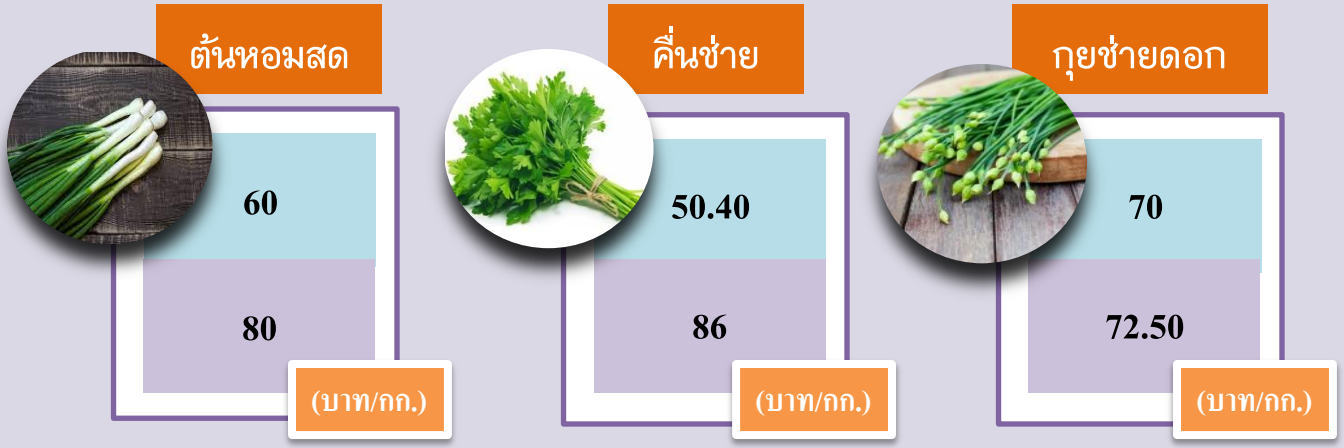 ต้นหอมสด
60
80
(บาท/กก.)
คื่นช่าย
50.40
86
(บาท/กก.)
กุยช่ายดอก
70
72.50
(บาท/กก.)